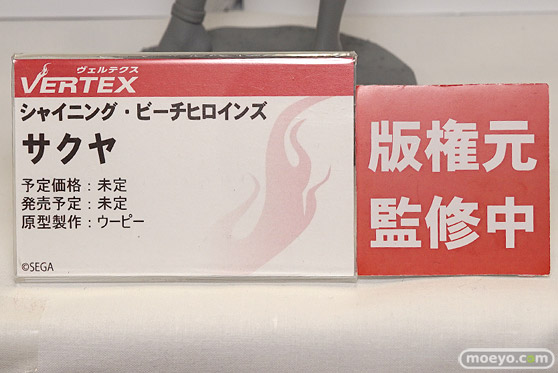 ヴェルテクス
VERTEX
シャイニング・ビーチヒロインズ
サクヤ
予定価格：未定
発売予定：未定
原型製作：ウーピー
©SEGA
版権元
監修中
moeyo.com